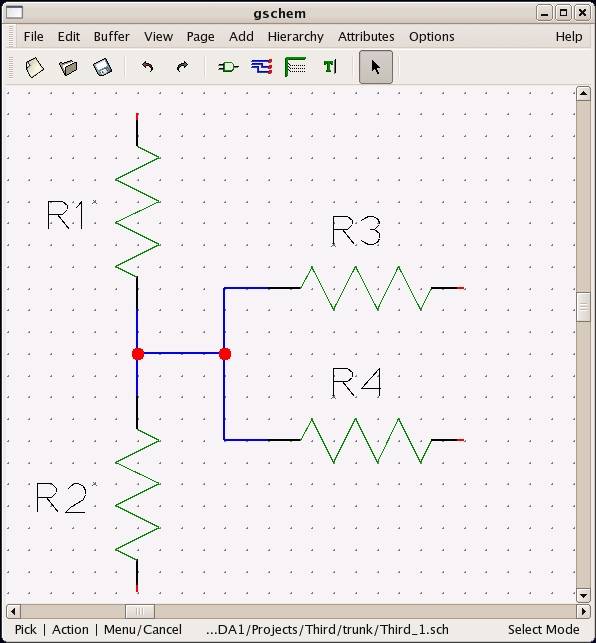 gschem
File Edit Buffer View Page Add Hierarchy Attributes Options Help
T
R1
R3
R4
R2
Pick | Action | Menu/Cancel ...DA1/Projects/Third/trunk/Third_1.sch Select Mode